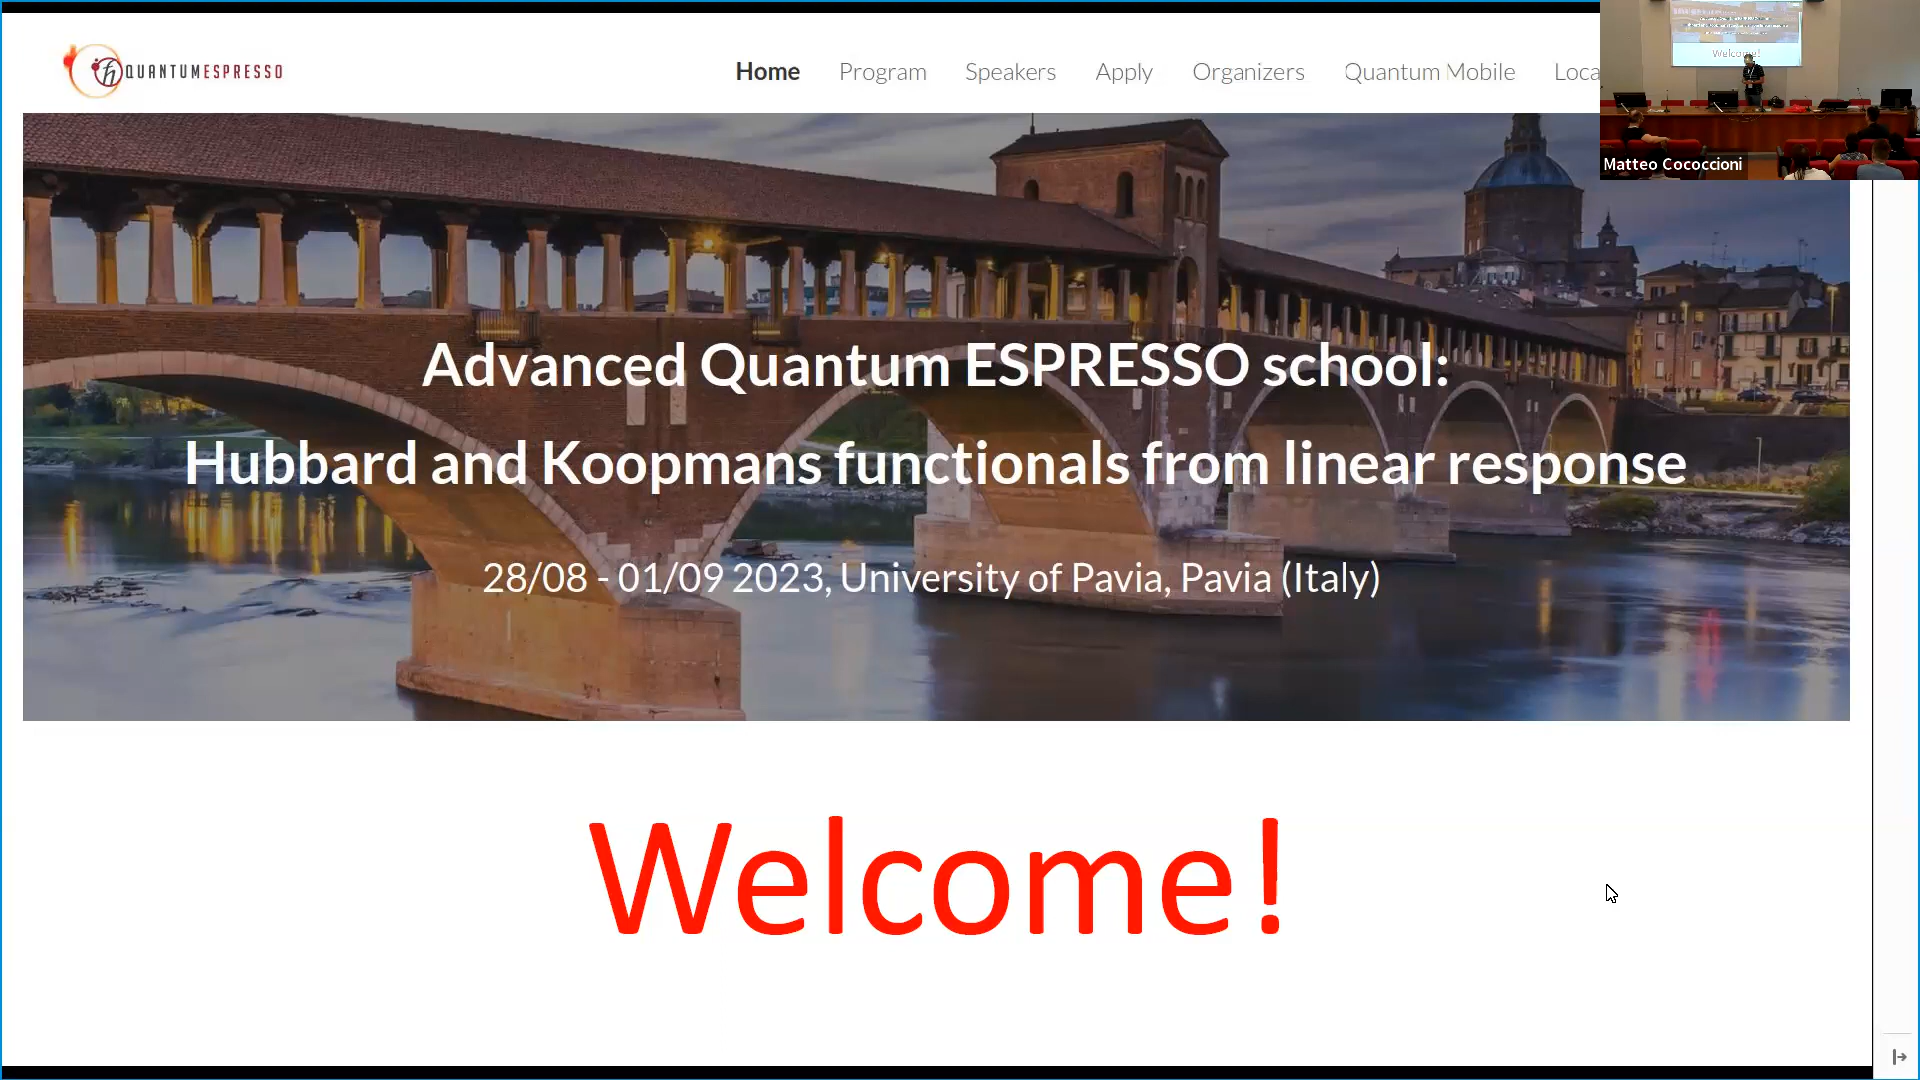 QUANTUMESPRESSO
Home Program Speakers Apply Organizers Quantum Mobile Loca
Welcome!
Matteo Cococcioni
Advanced Quantum ESPRESSO school:
Hubbard and Koopmans functionals from linear response
28/08 - 01/09 2023, University of Pavia, Pavia (Italy)
Welcome!